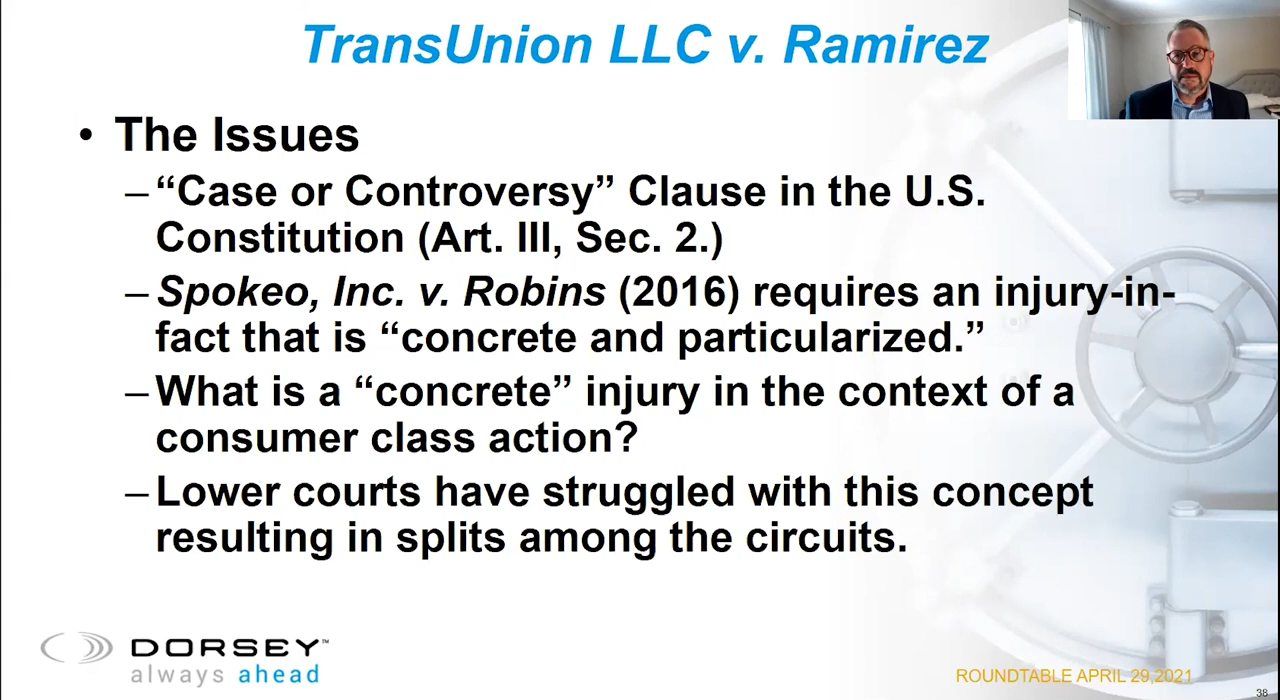 TransUnion LLC v. Ramirez
• The Issues
– “Case or Controversy” Clause in the U.S.
Constitution (Art. III, Sec. 2.)
– Spokeo, Inc. v. Robins (2016) requires an injury-in-
fact that is “concrete and particularized.”
– What is a “concrete” injury in the context of a
consumer class action?
– Lower courts have struggled with this concept
resulting in splits among the circuits.
DORSEY™
always ahead
ROUNDTABLE APRIL 29,2021
38